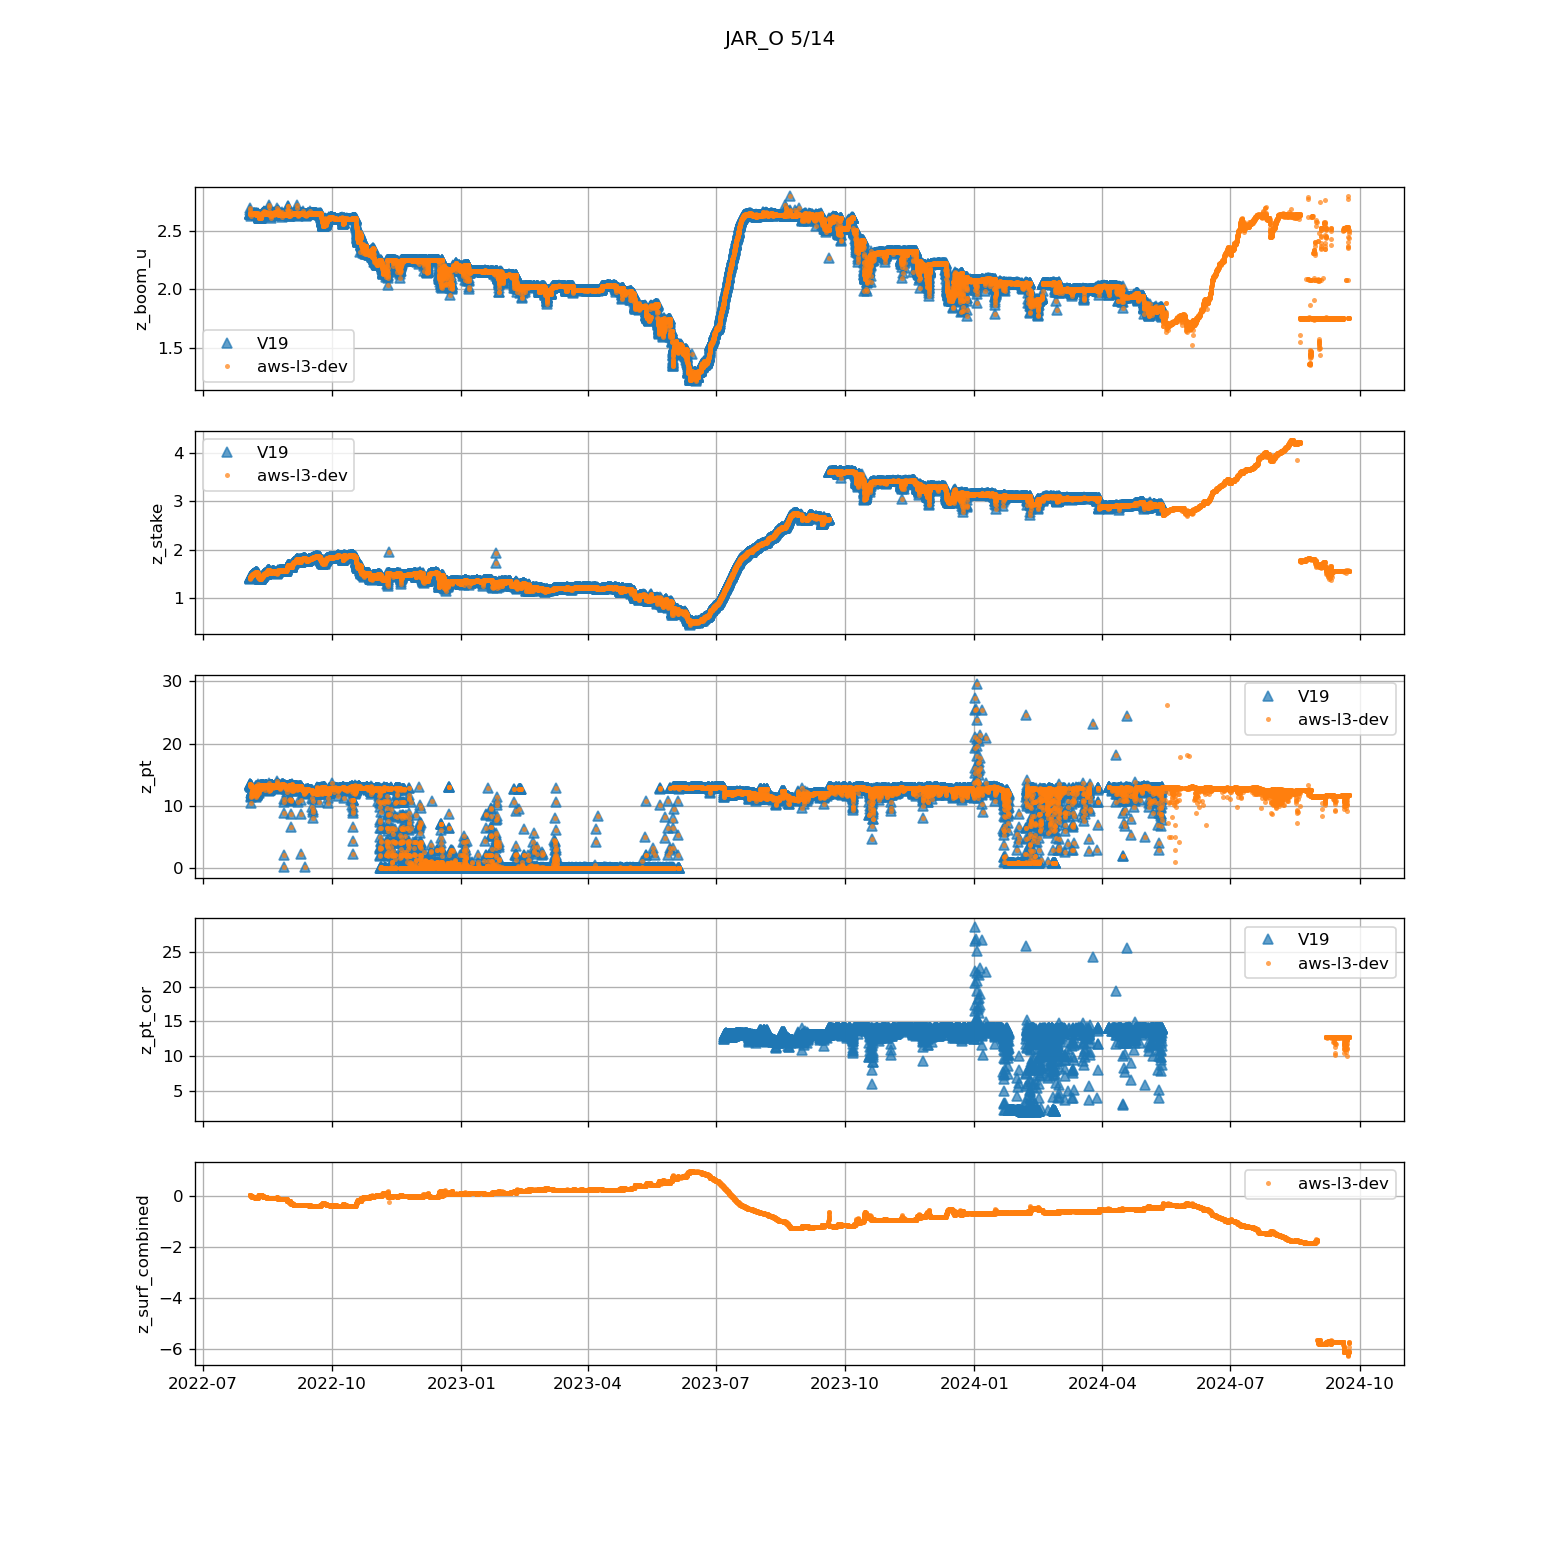 JAR_O 5/14
z_boom_u
2.5
2.0
1.5
V19
aws-l3-dev
z_stake
4
3
2
1
V19
aws-l3-dev
z_pt
30
20
10
0
V19
aws-l3-dev
z_pt_cor
25
20
15
10
5
V19
aws-l3-dev
z_surf_combined
0
−2
−4
−6
aws-l3-dev
2022-07 2022-10 2023-01 2023-04 2023-07 2023-10 2024-01 2024-04 2024-07 2024-10